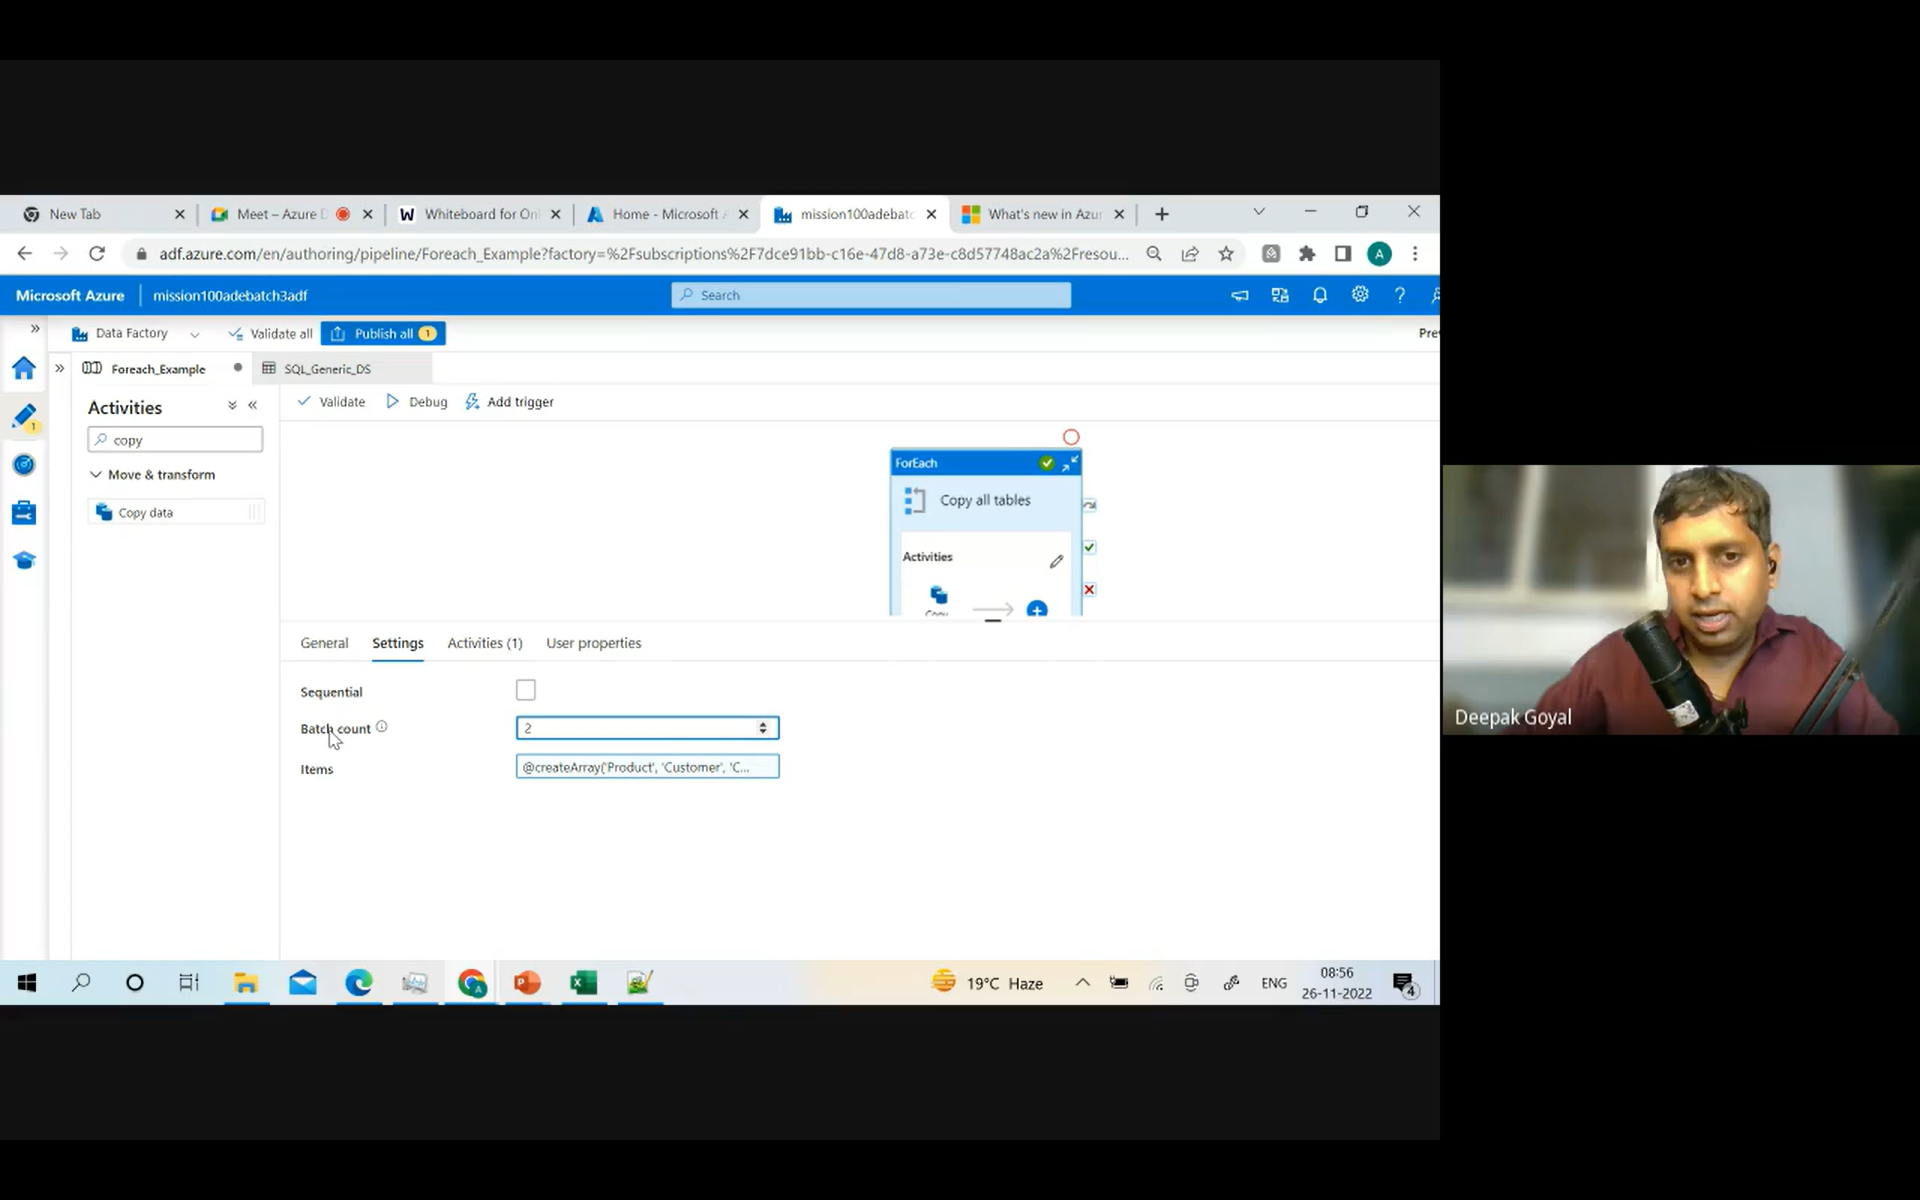 New Tab
Meet – Azure D
W Whiteboard for Onl
Home - Microsoft A
mission100adebatc
What's new in Azur
adf.azure.com/en/authoring/pipeline/Foreach_Example?factory=%2Fsubscriptions%2F7dce91bb-c16e-47d8-a73e-c8d57748ac2a%2Fresou...
A
Microsoft Azure
mission100adebatch3adf
Search
Data Factory
Validate all
Publish all 1
Pre
Foreach_Example
SQL_Generic_DS
1
Activities
copy
Move & transform
Copy data
Validate
Debug
Add trigger
ForEach
Copy all tables
Activities
Copy
General
Settings
Activities (1)
User properties
Sequential
Batch count
2
Items
@createArray('Product', 'Customer', 'C...
Deepak Goyal
19°C Haze
ENG
08:56
26-11-2022
4